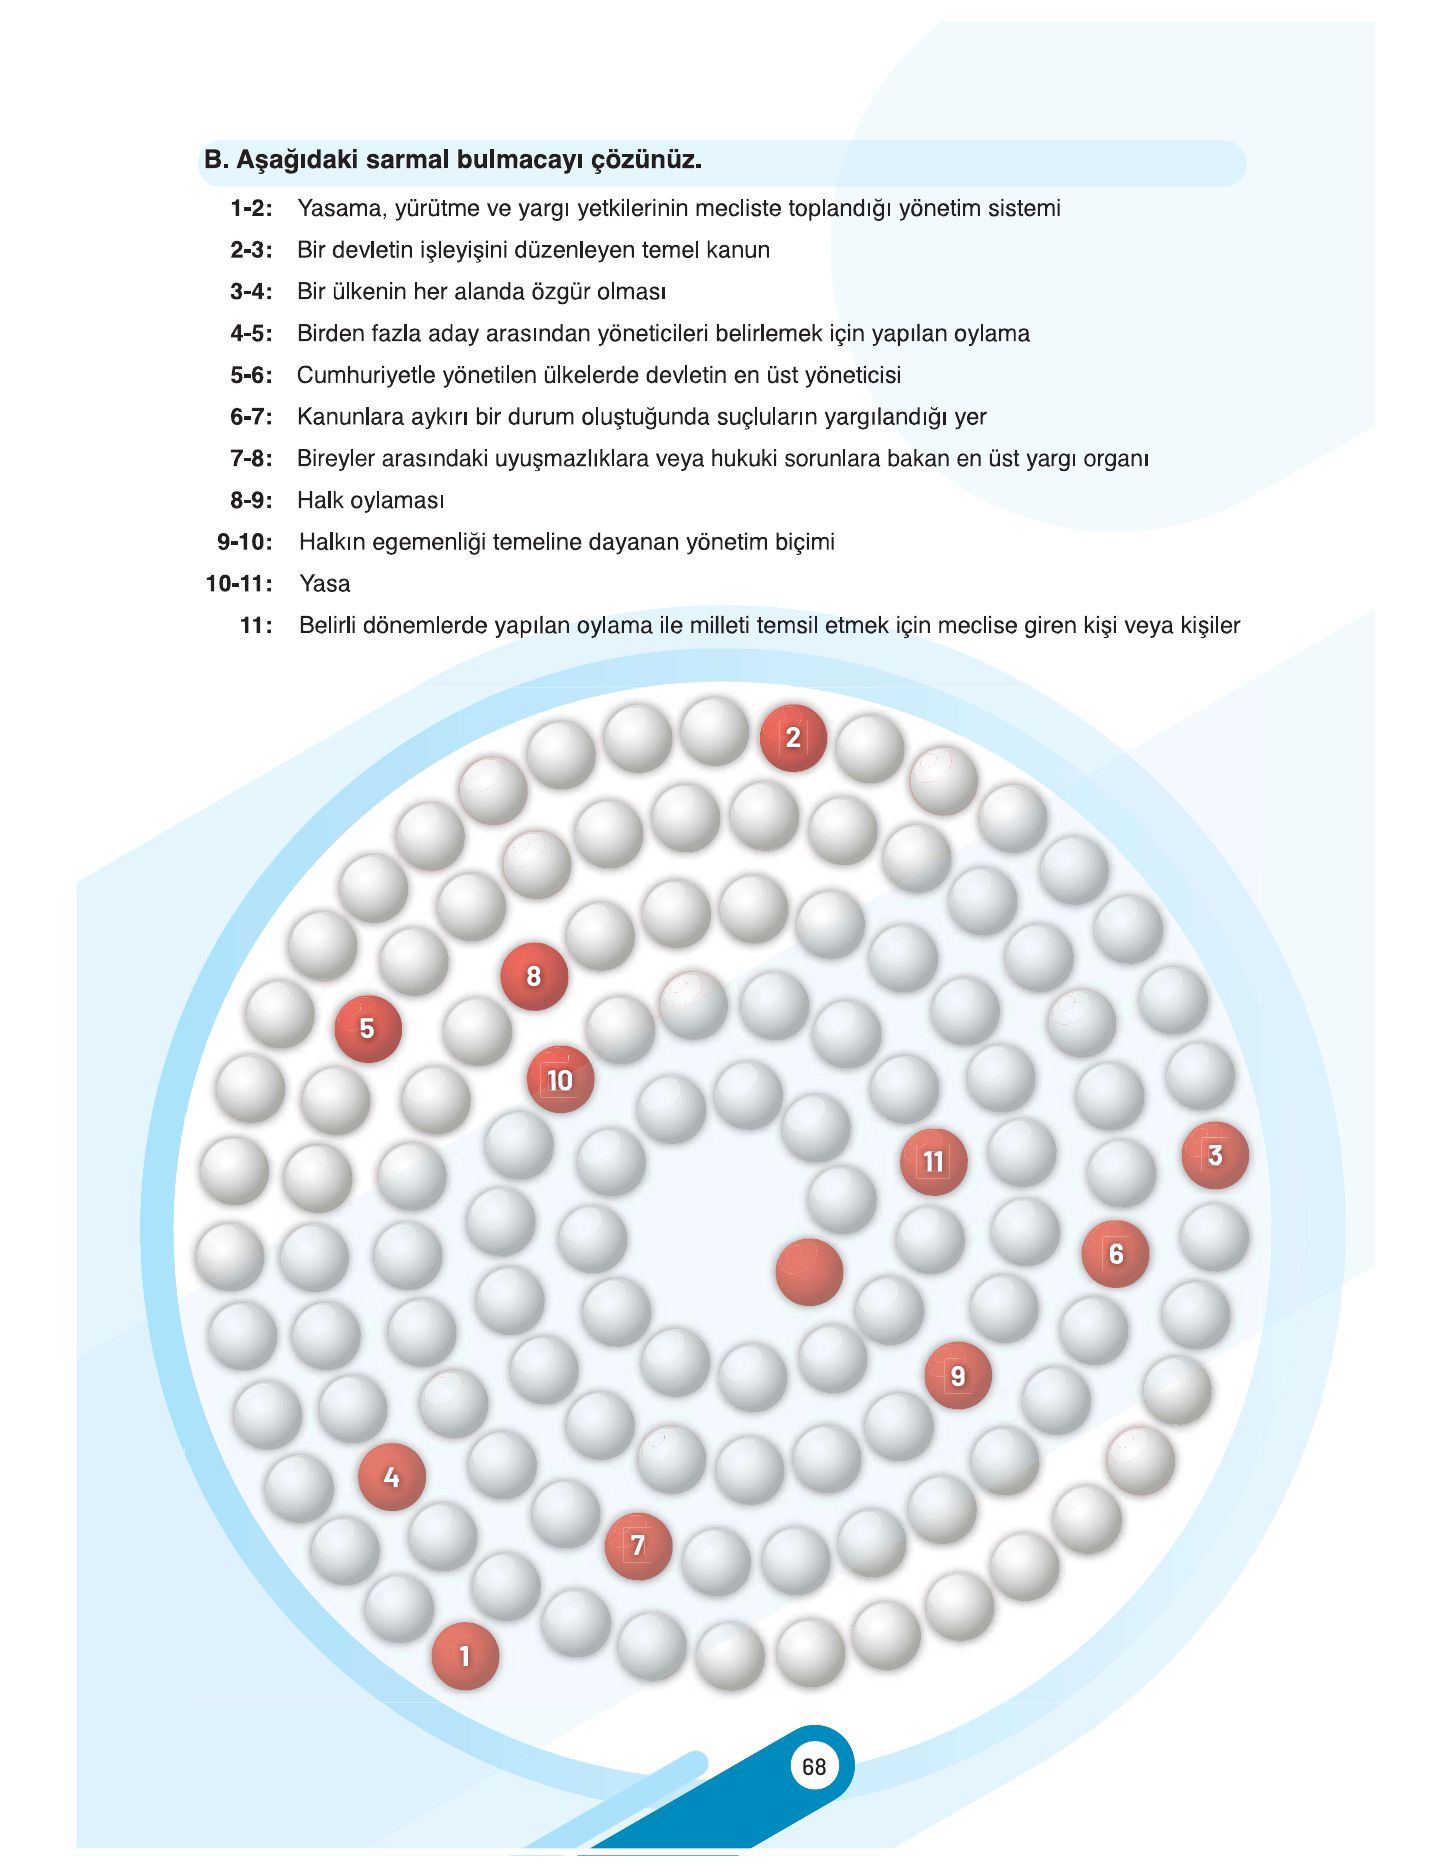 B. Aşağıdaki sarmal bulmacayı çözünüz.
1-2: Yasama, yürütme ve yargı yetkilerinin mecliste toplandığı yönetim sistemi
2-3: Bir devletin işleyişini düzenleyen temel kanun
3-4: Bir ülkenin her alanda özgür olması
4-5: Birden fazla aday arasından yöneticileri belirlemek için yapılan oylama
5-6: Cumhuriyetle yönetilen ülkelerde devletin en üst yöneticisi
6-7: Kanunlara aykırı bir durum oluştuğunda suçluların yargılandığı yer
7-8: Bireyler arasındaki uyuşmazlıklara veya hukuki sorunlara bakan en üst yargı organı
8-9: Halk oylaması
9-10: Halkın egemenliği temeline dayanan yönetim biçimi
10-11: Yasa
11: Belirli dönemlerde yapılan oylama ile milleti temsil etmek için meclise giren kişi veya kişiler
2
8
5
10
11
3
6
9
4
7
1
68